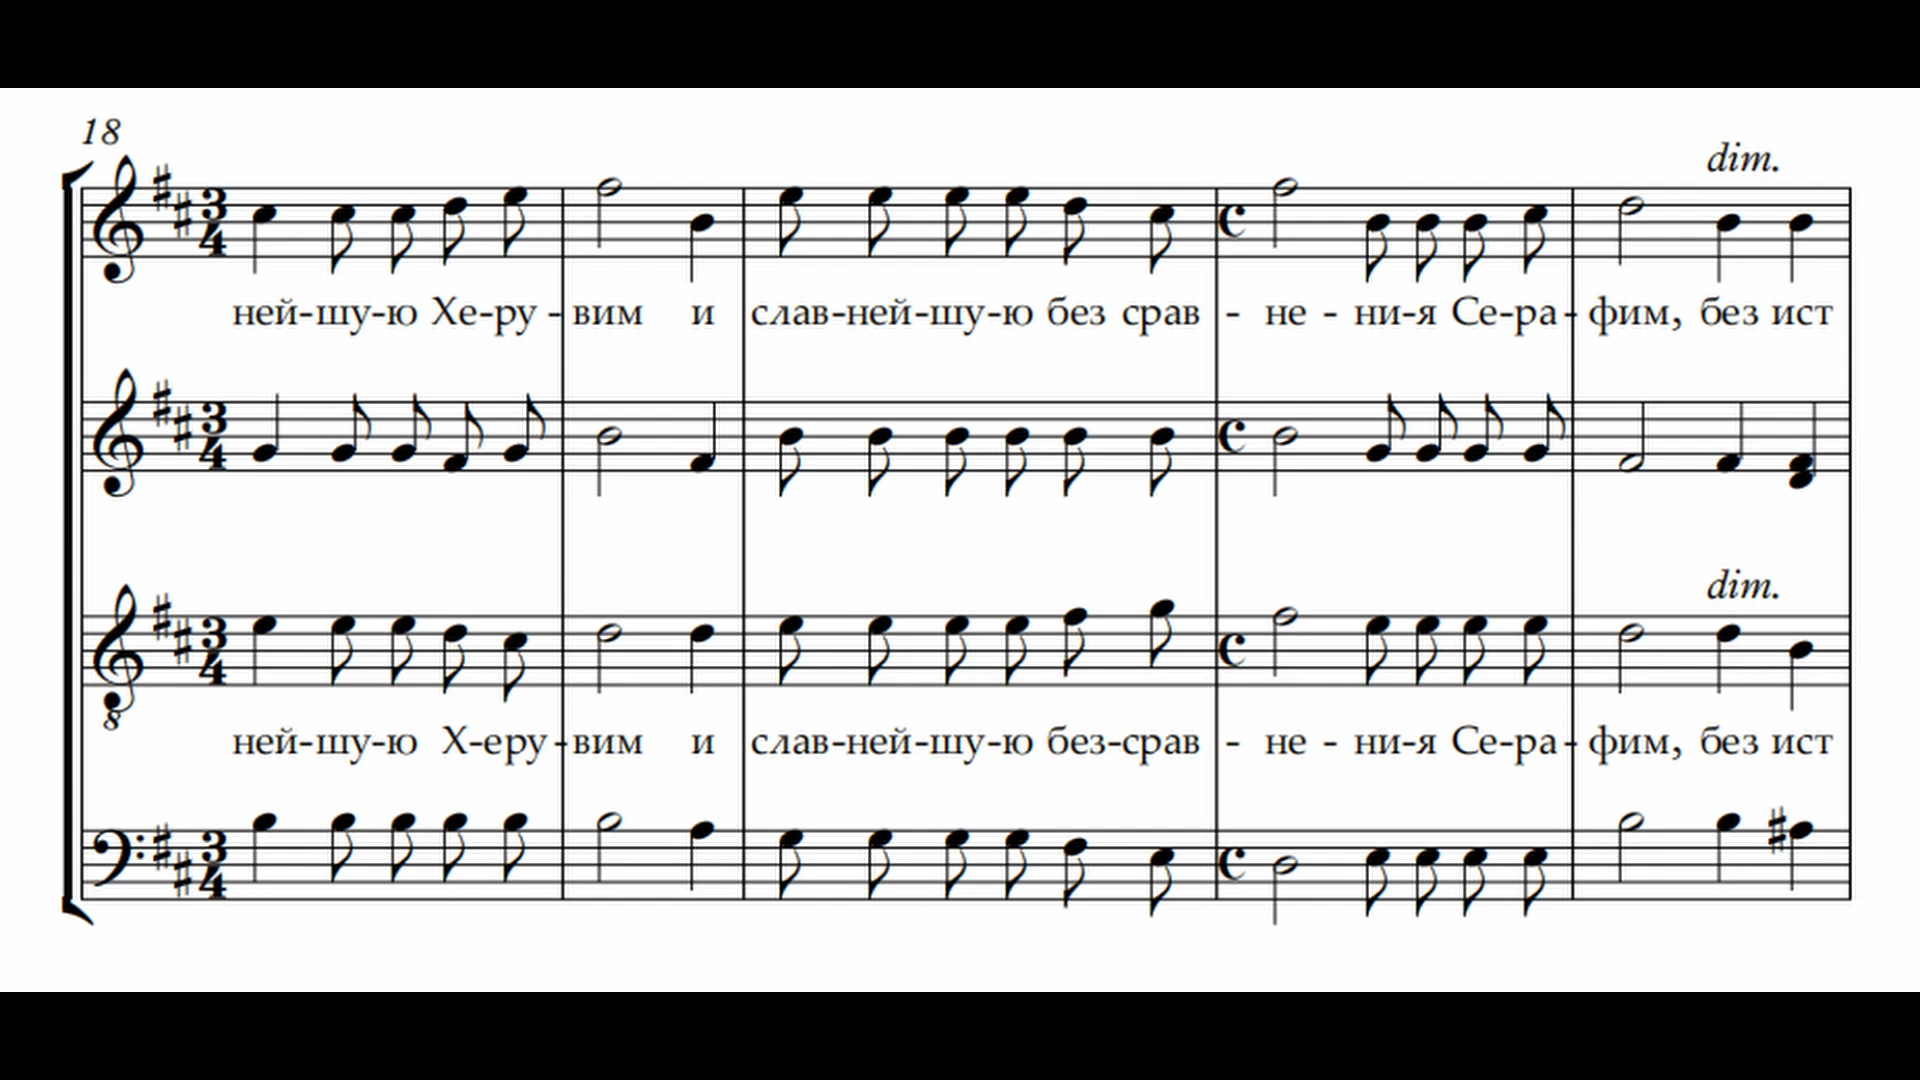 18
dim.
ней-шу-ю Хе-ру-вим и слав-ней-шу-ю без срав - не - ни-я Се-ра-фим, без ист
dim.
8
ней-шу-ю Х-еру-вим и слав-ней-шу-ю без-срав - не - ни-я Се-ра-фим, без ист